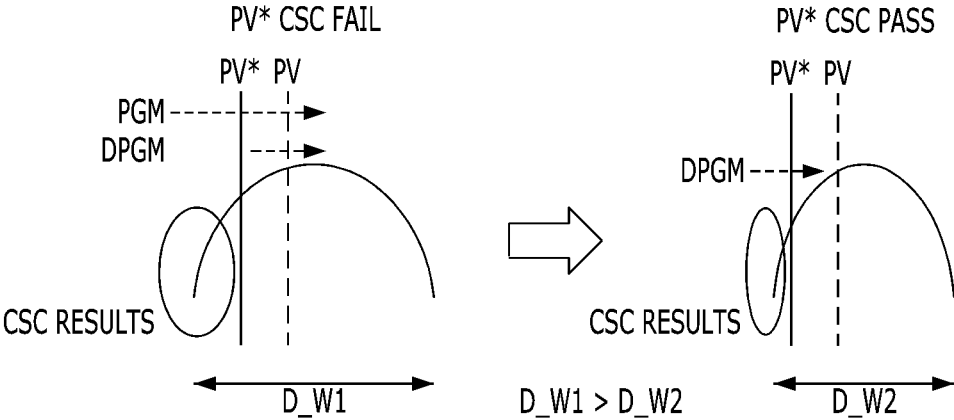 PV* CSC FAIL
PV* PV
PGM
DPGM
CSC RESULTS
D_W1
PV* CSC PASS
PV* PV
DPGM
CSC RESULTS
D_W2
D_W1 > D_W2